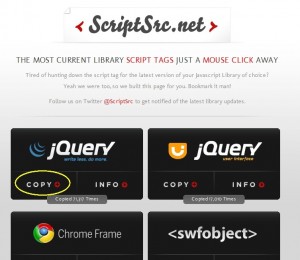 ScriptSrc.net
THE MOST CURRENT LIBRARY SCRIPT TAGS JUST A MOUSE CLICK AWAY
Tired of hunting down the script tag for the latest version of your Javascript Library of choice?
Yeah we were too, so we built this page for you. Bookmark it man!
Follow us on Twitter @ScriptSrc to get notified of the latest library updates.
jQuery
write less. do more.
jQuery
user interface
COPY
INFO
COPY
INFO
Copied Times
Copied Times
Chrome Frame
<swfobject>